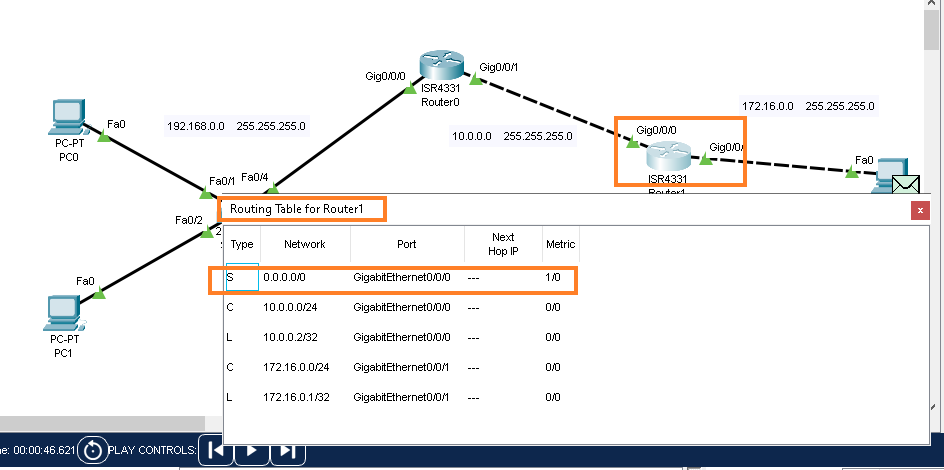 Gig0/0/0
Gig0/0/1
ISR4331
Router0
172.16.0.0 255.255.255.0
Fa0
192.168.0.0 255.255.255.0
10.0.0.0 255.255.255.0
Gig0/0/0
PC-PT
PC0
Gig0/0/
Fa0
ISR4331
Router1
Fa0/1
Fa0/4
Fa0/2
Fa0
PC-PT
PC1
Routing Table for Router1
x
Type Network Port Next Hop IP Metric
S 0.0.0.0/0 GigabitEthernet0/0/0 --- 1/0
C 10.0.0.0/24 GigabitEthernet0/0/0 --- 0/0
L 10.0.0.2/32 GigabitEthernet0/0/0 --- 0/0
C 172.16.0.0/24 GigabitEthernet0/0/1 --- 0/0
L 172.16.0.1/32 GigabitEthernet0/0/1 --- 0/0
e: 00:00:46.621 PLAY CONTROLS: